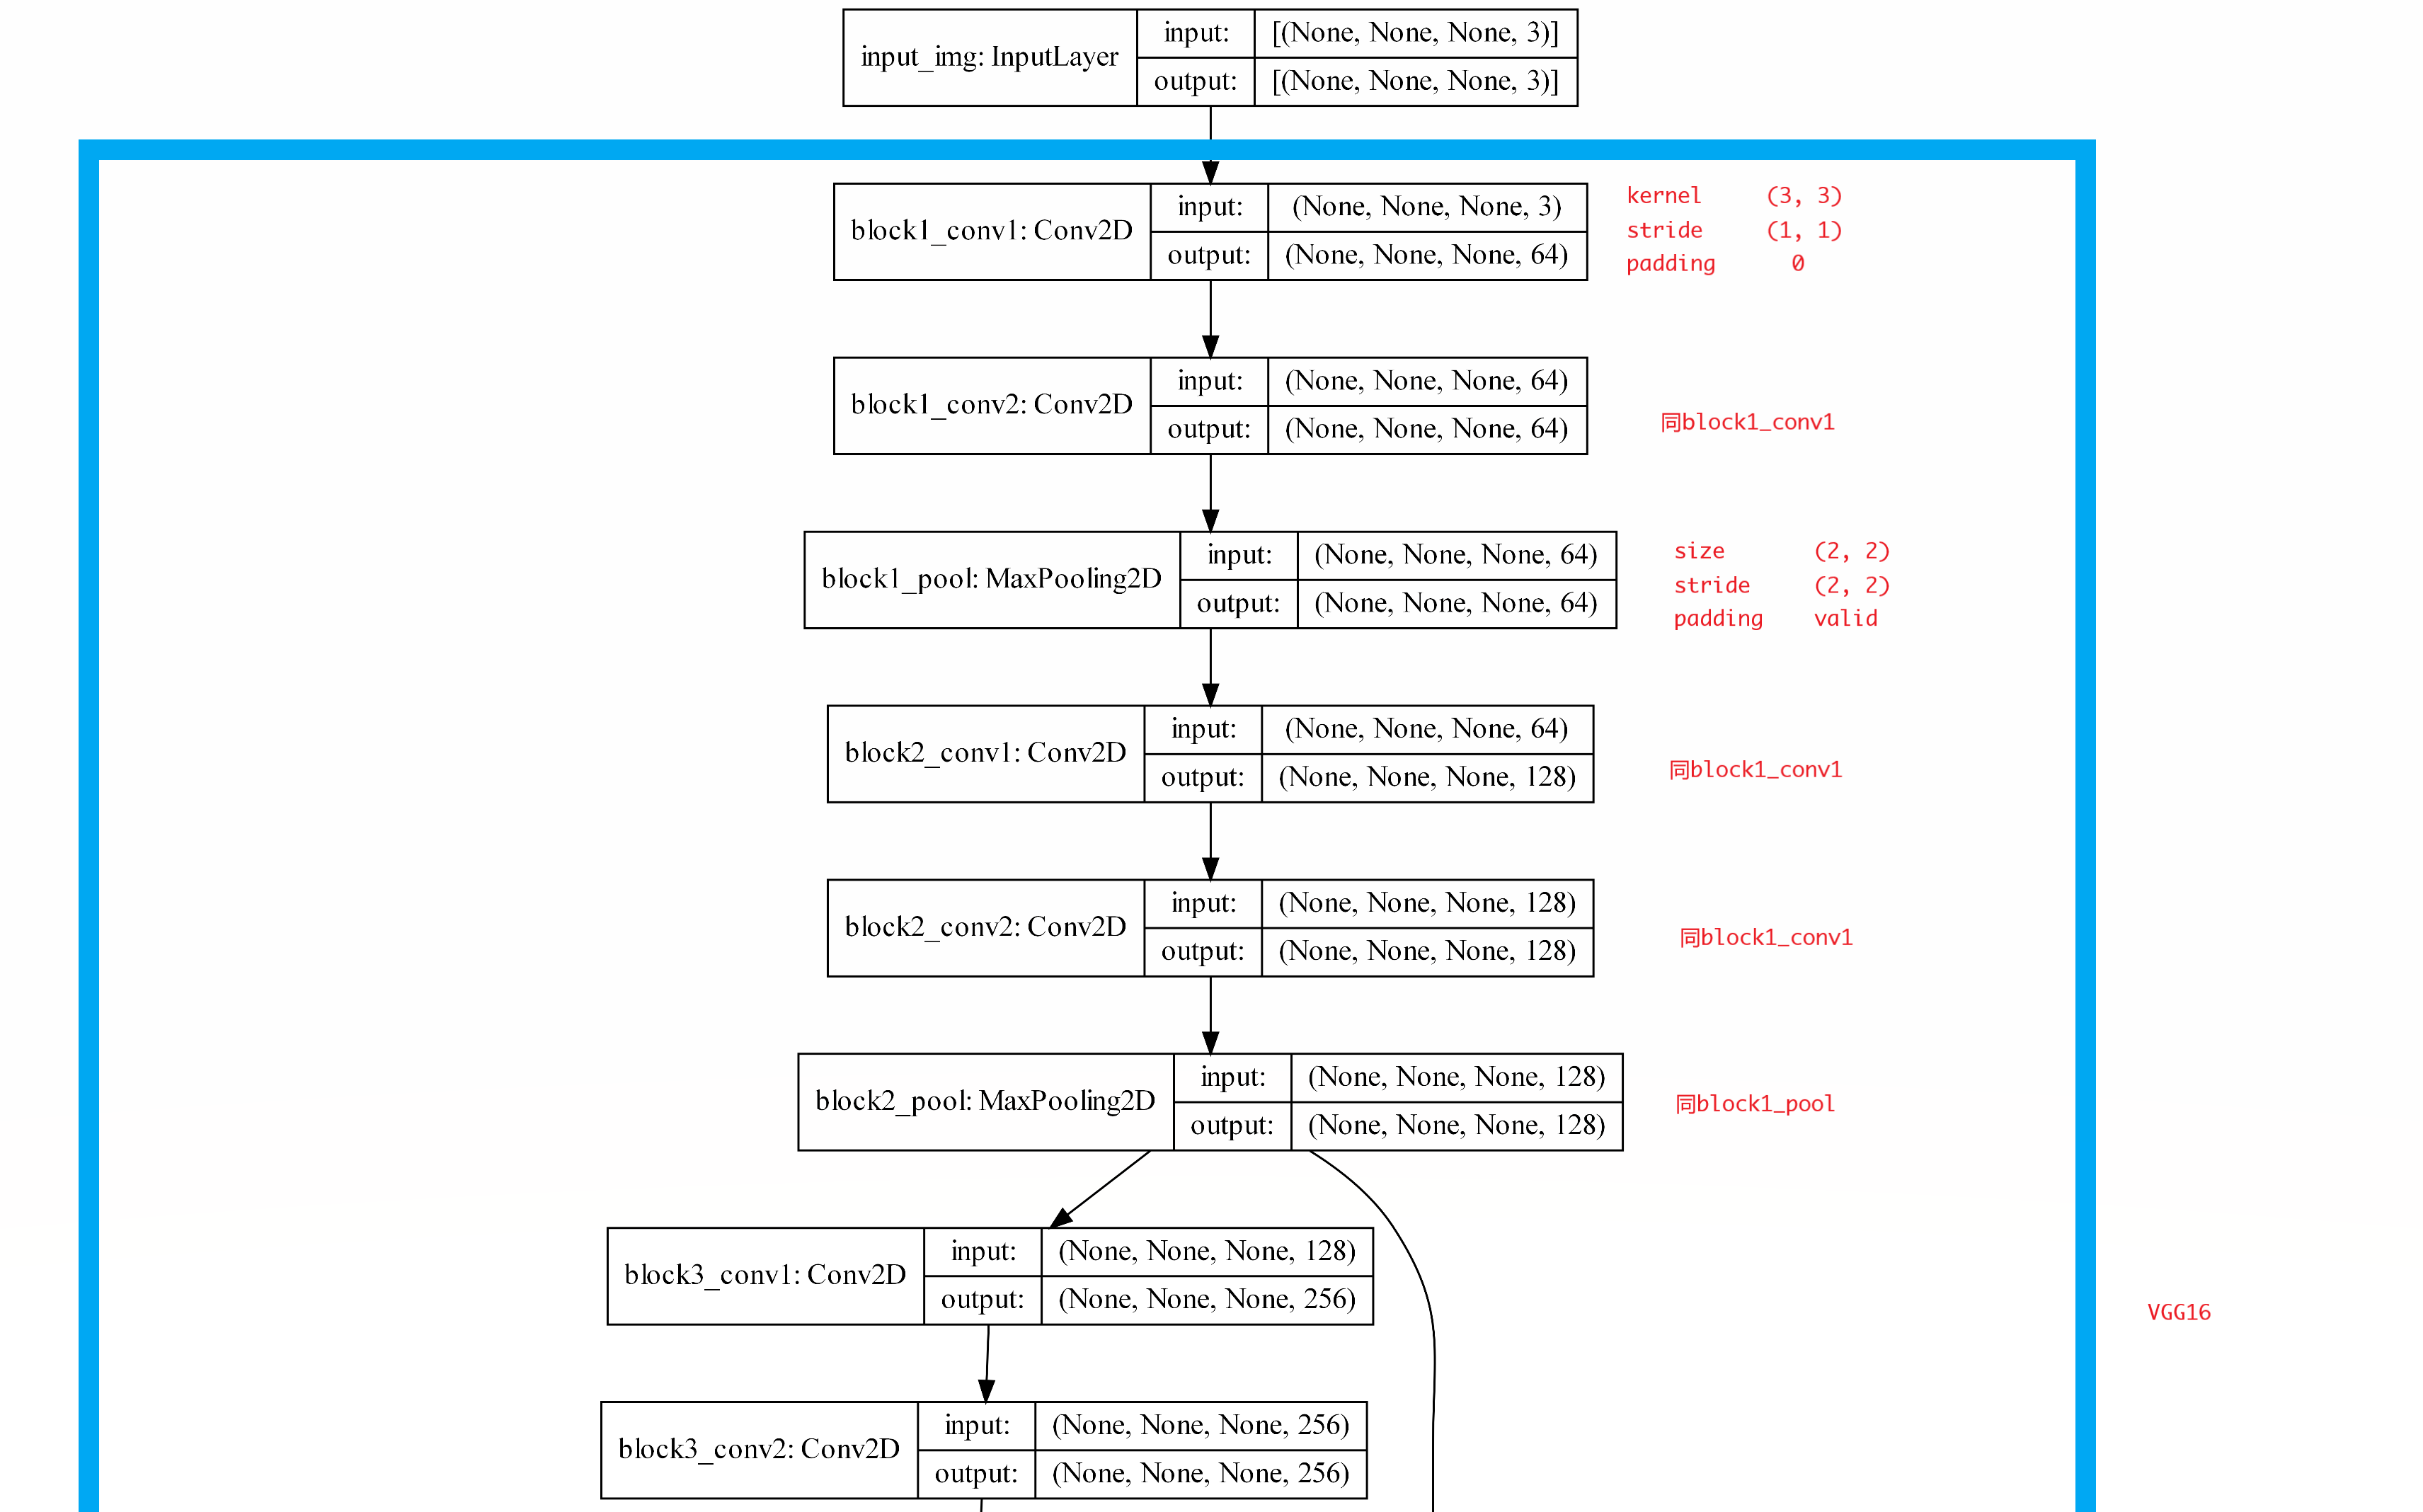 input_img: InputLayer
input: [(None, None, None, 3)]
output: [(None, None, None, 3)]
block1_conv1: Conv2D
input: (None, None, None, 3)
output: (None, None, None, 64)
kernel (3, 3)
stride (1, 1)
padding 0
block1_conv2: Conv2D
input: (None, None, None, 64)
output: (None, None, None, 64)
同block1_conv1
block1_pool: MaxPooling2D
input: (None, None, None, 64)
output: (None, None, None, 64)
size (2, 2)
stride (2, 2)
padding valid
block2_conv1: Conv2D
input: (None, None, None, 64)
output: (None, None, None, 128)
同block1_conv1
block2_conv2: Conv2D
input: (None, None, None, 128)
output: (None, None, None, 128)
同block1_conv1
block2_pool: MaxPooling2D
input: (None, None, None, 128)
output: (None, None, None, 128)
同block1_pool
block3_conv1: Conv2D
input: (None, None, None, 128)
output: (None, None, None, 256)
VGG16
block3_conv2: Conv2D
input: (None, None, None, 256)
output: (None, None, None, 256)